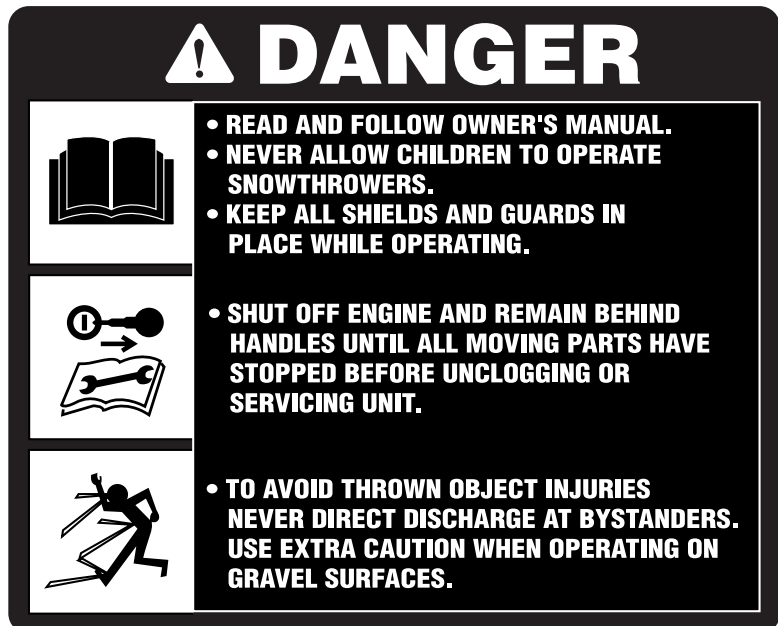 DANGER
• READ AND FOLLOW OWNER'S MANUAL.
• NEVER ALLOW CHILDREN TO OPERATE
SNOWTHROWERS.
• KEEP ALL SHIELDS AND GUARDS IN
PLACE WHILE OPERATING.
• SHUT OFF ENGINE AND REMAIN BEHIND
HANDLES UNTIL ALL MOVING PARTS HAVE
STOPPED BEFORE UNCLOGGING OR
SERVICING UNIT.
• TO AVOID THROWN OBJECT INJURIES
NEVER DIRECT DISCHARGE AT BYSTANDERS.
USE EXTRA CAUTION WHEN OPERATING ON
GRAVEL SURFACES.